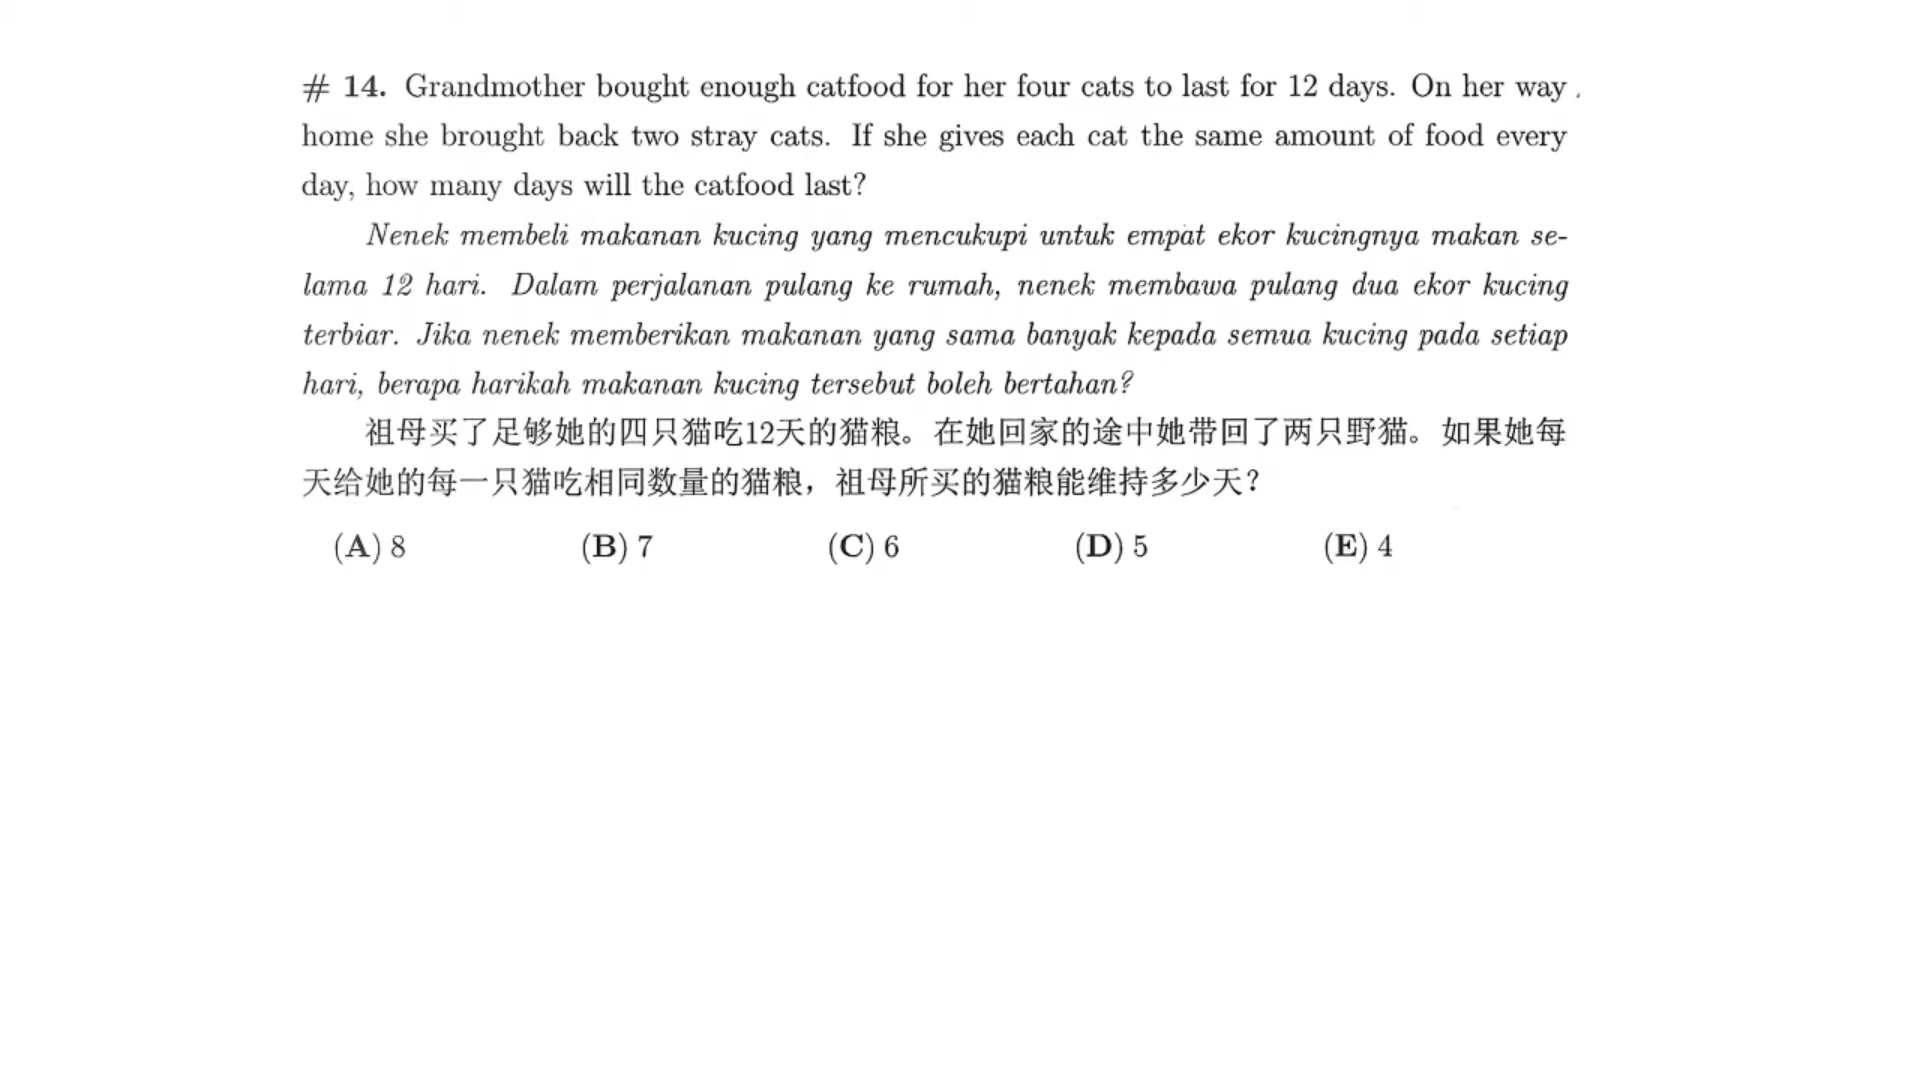 # 14. Grandmother bought enough catfood for her four cats to last for 12 days. On her way
home she brought back two stray cats. If she gives each cat the same amount of food every
day, how many days will the catfood last?
Nenek membeli makanan kucing yang mencukupi untuk empat ekor kucingnya makan se-
lama 12 hari. Dalam perjalanan pulang ke rumah, nenek membawa pulang dua ekor kucing
terbiar. Jika nenek memberikan makanan yang sama banyak kepada semua kucing pada setiap
hari, berapa harikah makanan kucing tersebut boleh bertahan?
祖母买了足够她的四只猫吃12天的猫粮。在她回家的途中她带回了两只野猫。如果她每
天给她的每一只猫吃相同数量的猫粮，祖母所买的猫粮能维持多少天？
(A) 8 (B) 7 (C) 6 (D) 5 (E) 4